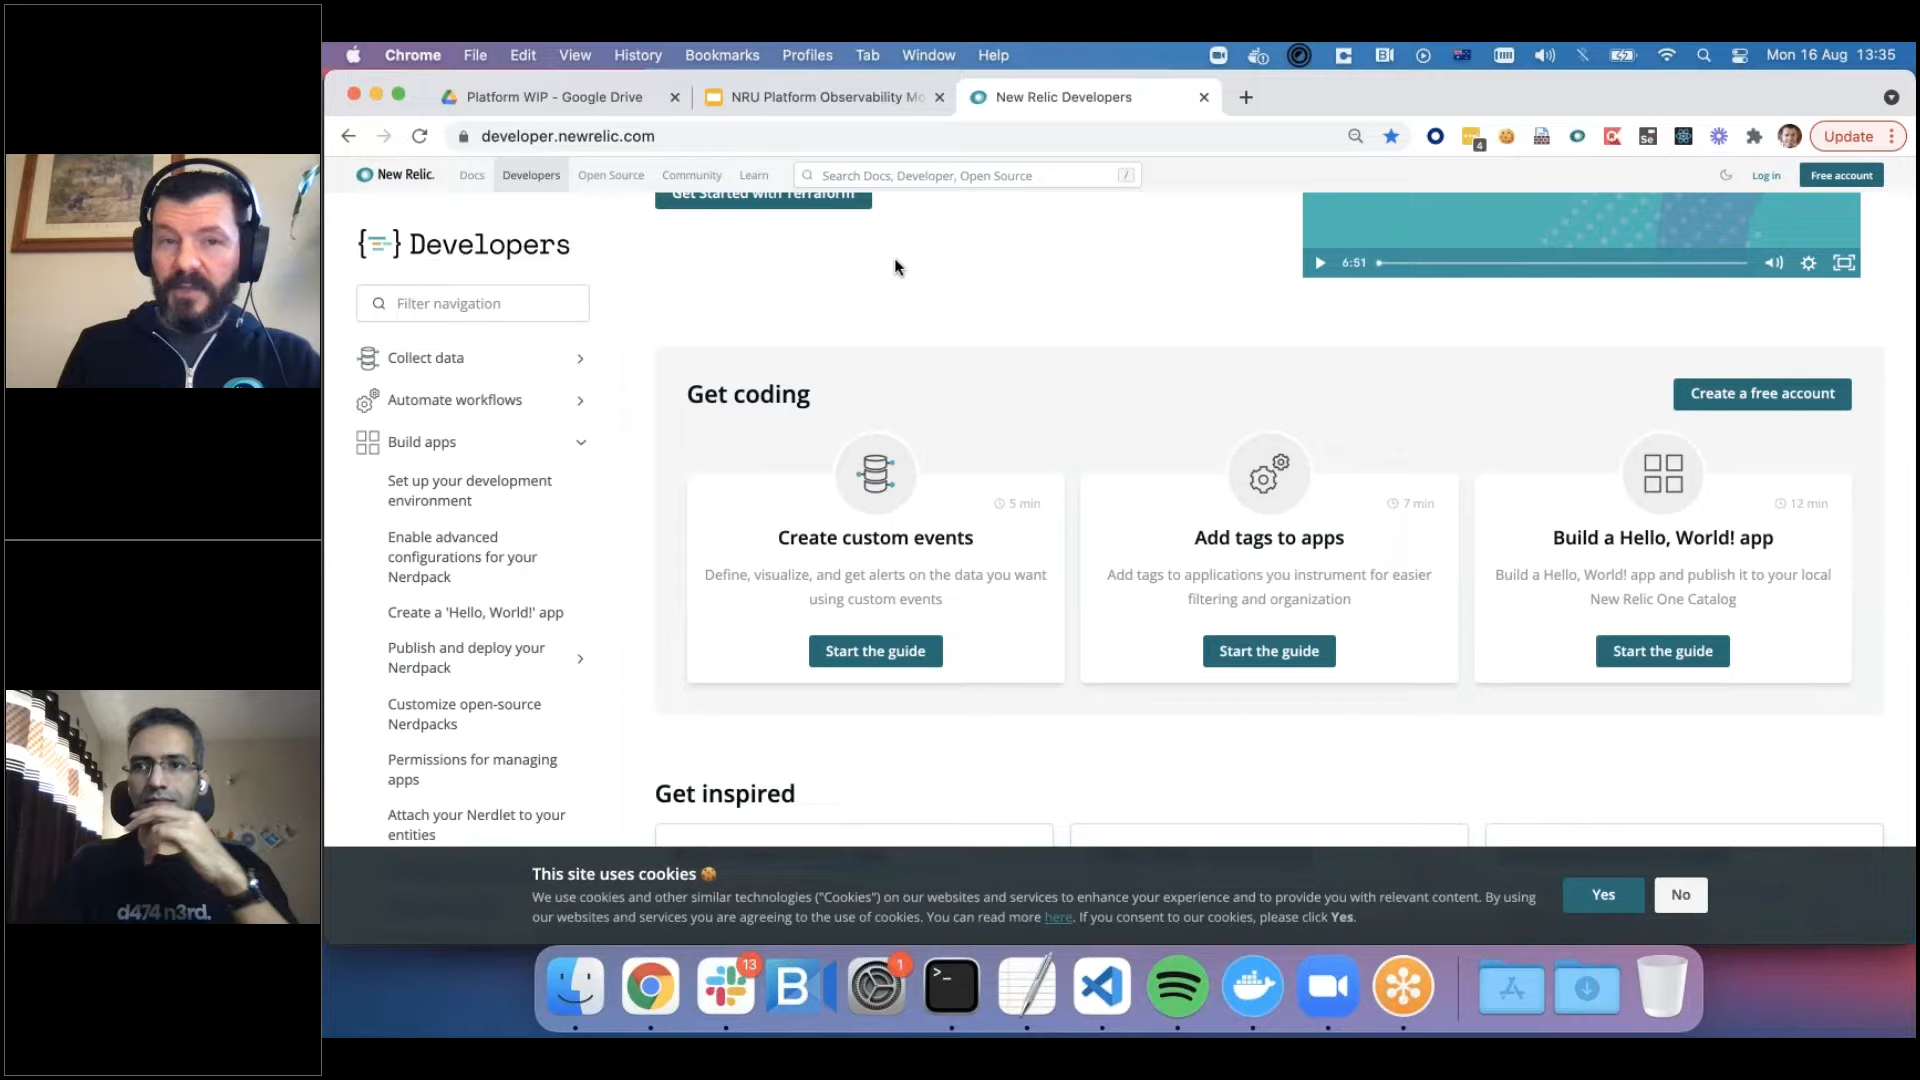 Chrome File Edit View History Bookmarks Profiles Tab Window Help Mon 16 Aug 13:35
Platform WIP - Google Drive NRU Platform Observability Mo New Relic Developers
developer.newrelic.com 4 Se Update
New Relic. Docs Developers Open Source Community Learn Search Docs, Developer, Open Source / Log in Free account
Get Started with Terraform
{ } Developers
6:51
Filter navigation
Collect data
Automate workflows
Build apps
Set up your development
environment
Enable advanced
configurations for your
Nerdpack
Create a 'Hello, World!' app
Publish and deploy your
Nerdpack
Customize open-source
Nerdpacks
Permissions for managing
apps
Attach your Nerdlet to your
entities
Get coding
Create a free account
5 min
Create custom events
Define, visualize, and get alerts on the data you want
using custom events
Start the guide
7 min
Add tags to apps
Add tags to applications you instrument for easier
filtering and organization
Start the guide
12 min
Build a Hello, World! app
Build a Hello, World! app and publish it to your local
New Relic One Catalog
Start the guide
Get inspired
This site uses cookies
We use cookies and other similar technologies ("Cookies") on our websites and services to enhance your experience and to provide you with relevant content. By using
our websites and services you are agreeing to the use of cookies. You can read more here. If you consent to our cookies, please click Yes.
Yes
No
13
B
1
d474n3rd.